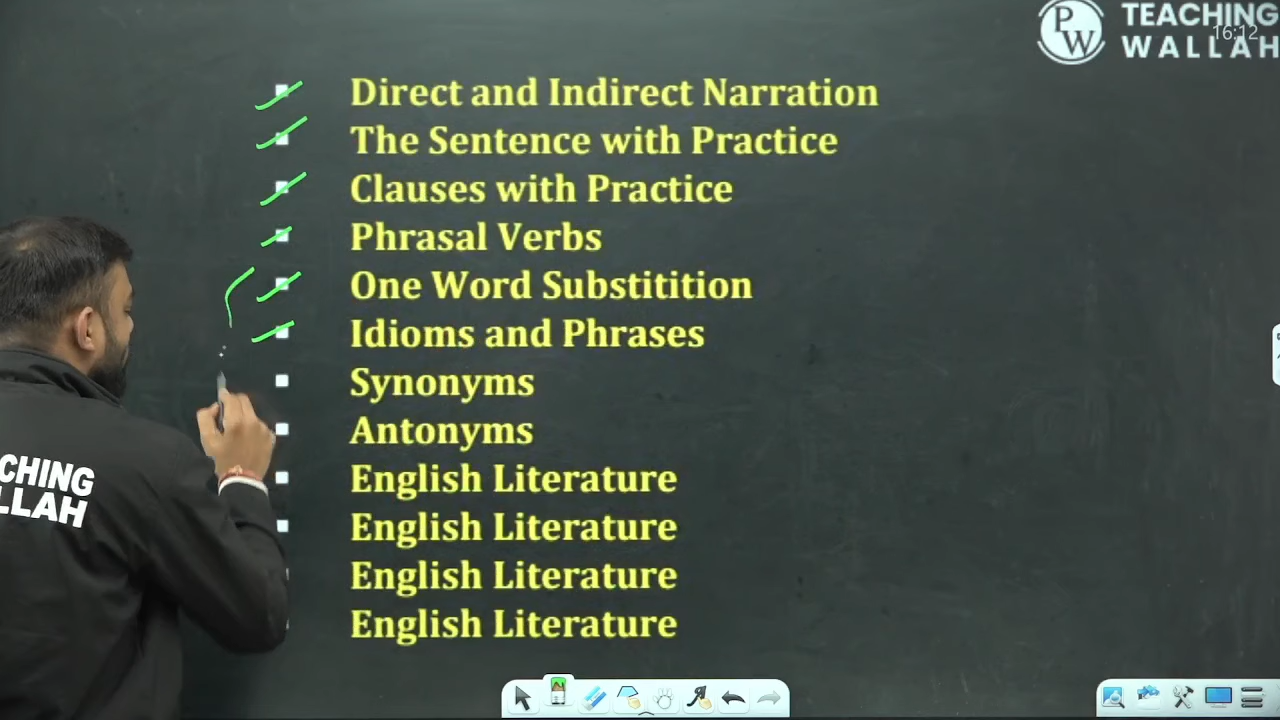 TEACHING
16:12
WALLAH
Direct and Indirect Narration
The Sentence with Practice
Clauses with Practice
Phrasal Verbs
One Word Substitition
Idioms and Phrases
Synonyms
Antonyms
English Literature
English Literature
English Literature
English Literature
CHING
LLAH
PW